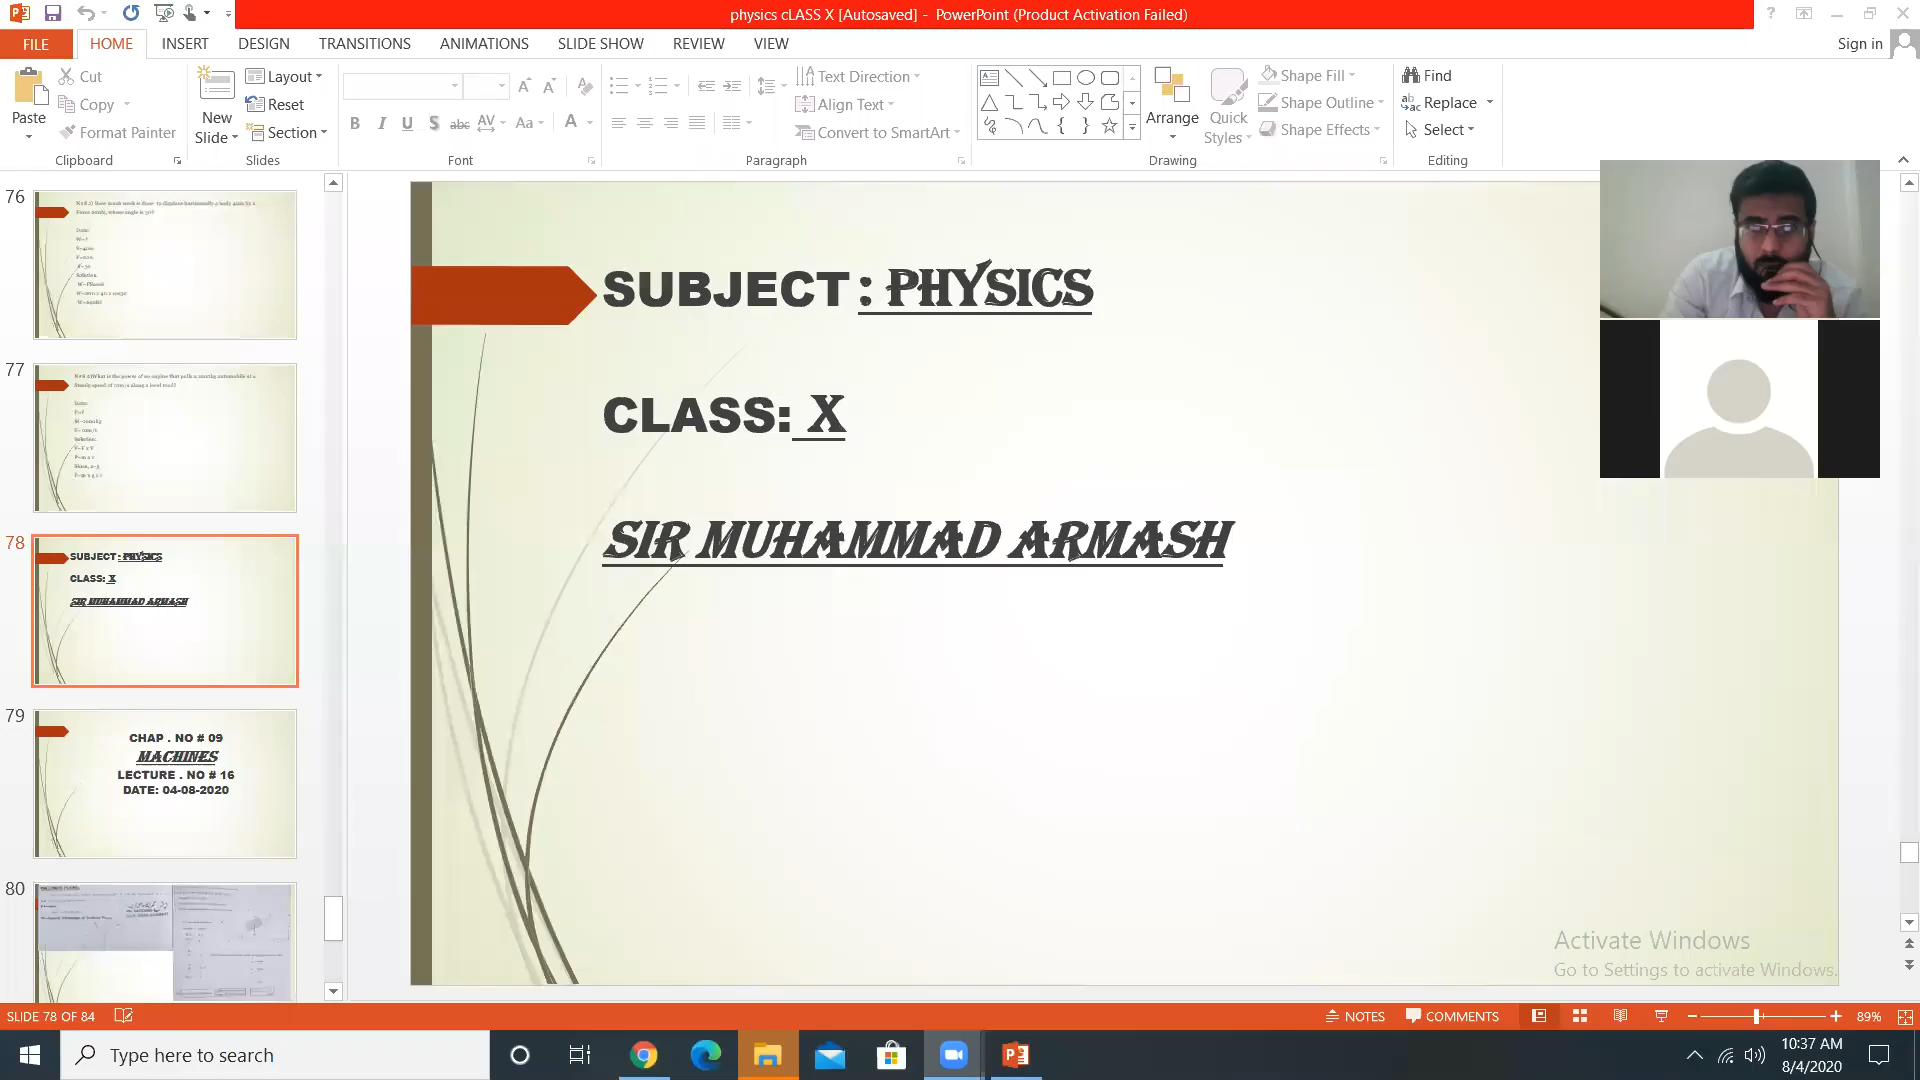 physics cLASS X [Autosaved] - PowerPoint (Product Activation Failed)
FILE HOME INSERT DESIGN TRANSITIONS ANIMATIONS SLIDE SHOW REVIEW VIEW Sign in
Paste
Cut
Copy
Format Painter
Clipboard
New Slide
Layout
Reset
Section
Slides
Font
Text Direction
Align Text
Convert to SmartArt
Paragraph
Arrange
Quick Styles
Shape Fill
Shape Outline
Shape Effects
Drawing
Find
Replace
Select
Editing
76
77
78
SUBJECT : PHYSICS
CLASS: X
SIR MUHAMMAD ARMASH
79
CHAP . NO # 09
MACHINES
LECTURE . NO # 16
DATE: 04-08-2020
80
SUBJECT : PHYSICS
CLASS: X
SIR MUHAMMAD ARMASH
Activate Windows
Go to Settings to activate Windows.
SLIDE 78 OF 84 NOTES COMMENTS 89%
Type here to search
10:37 AM
8/4/2020